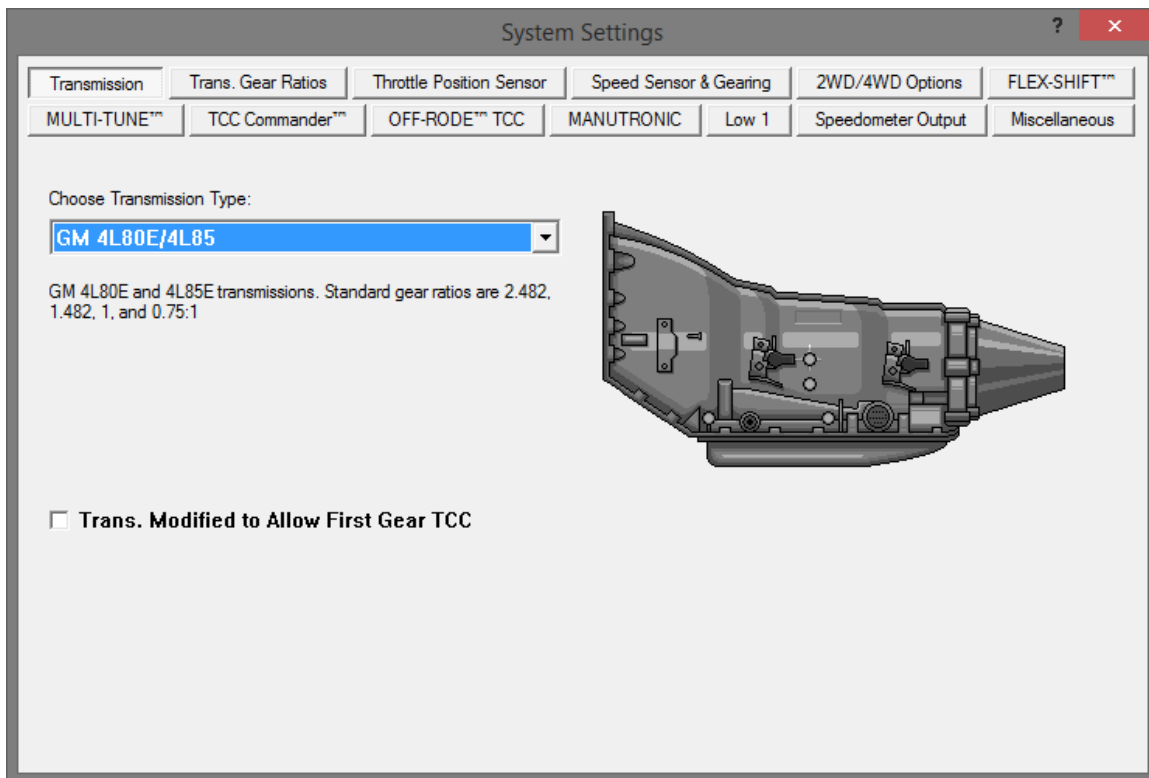 System Settings
?
Transmission Trans. Gear Ratios Throttle Position Sensor Speed Sensor & Gearing 2WD/4WD Options FLEX-SHIFT™
MULTI-TUNE™ TCC Commander™ OFF-RODE™ TCC MANUTRONIC Low 1 Speedometer Output Miscellaneous
Choose Transmission Type:
GM 4L80E/4L85
GM 4L80E and 4L85E transmissions. Standard gear ratios are 2.482,
1.482, 1, and 0.75:1
Trans. Modified to Allow First Gear TCC